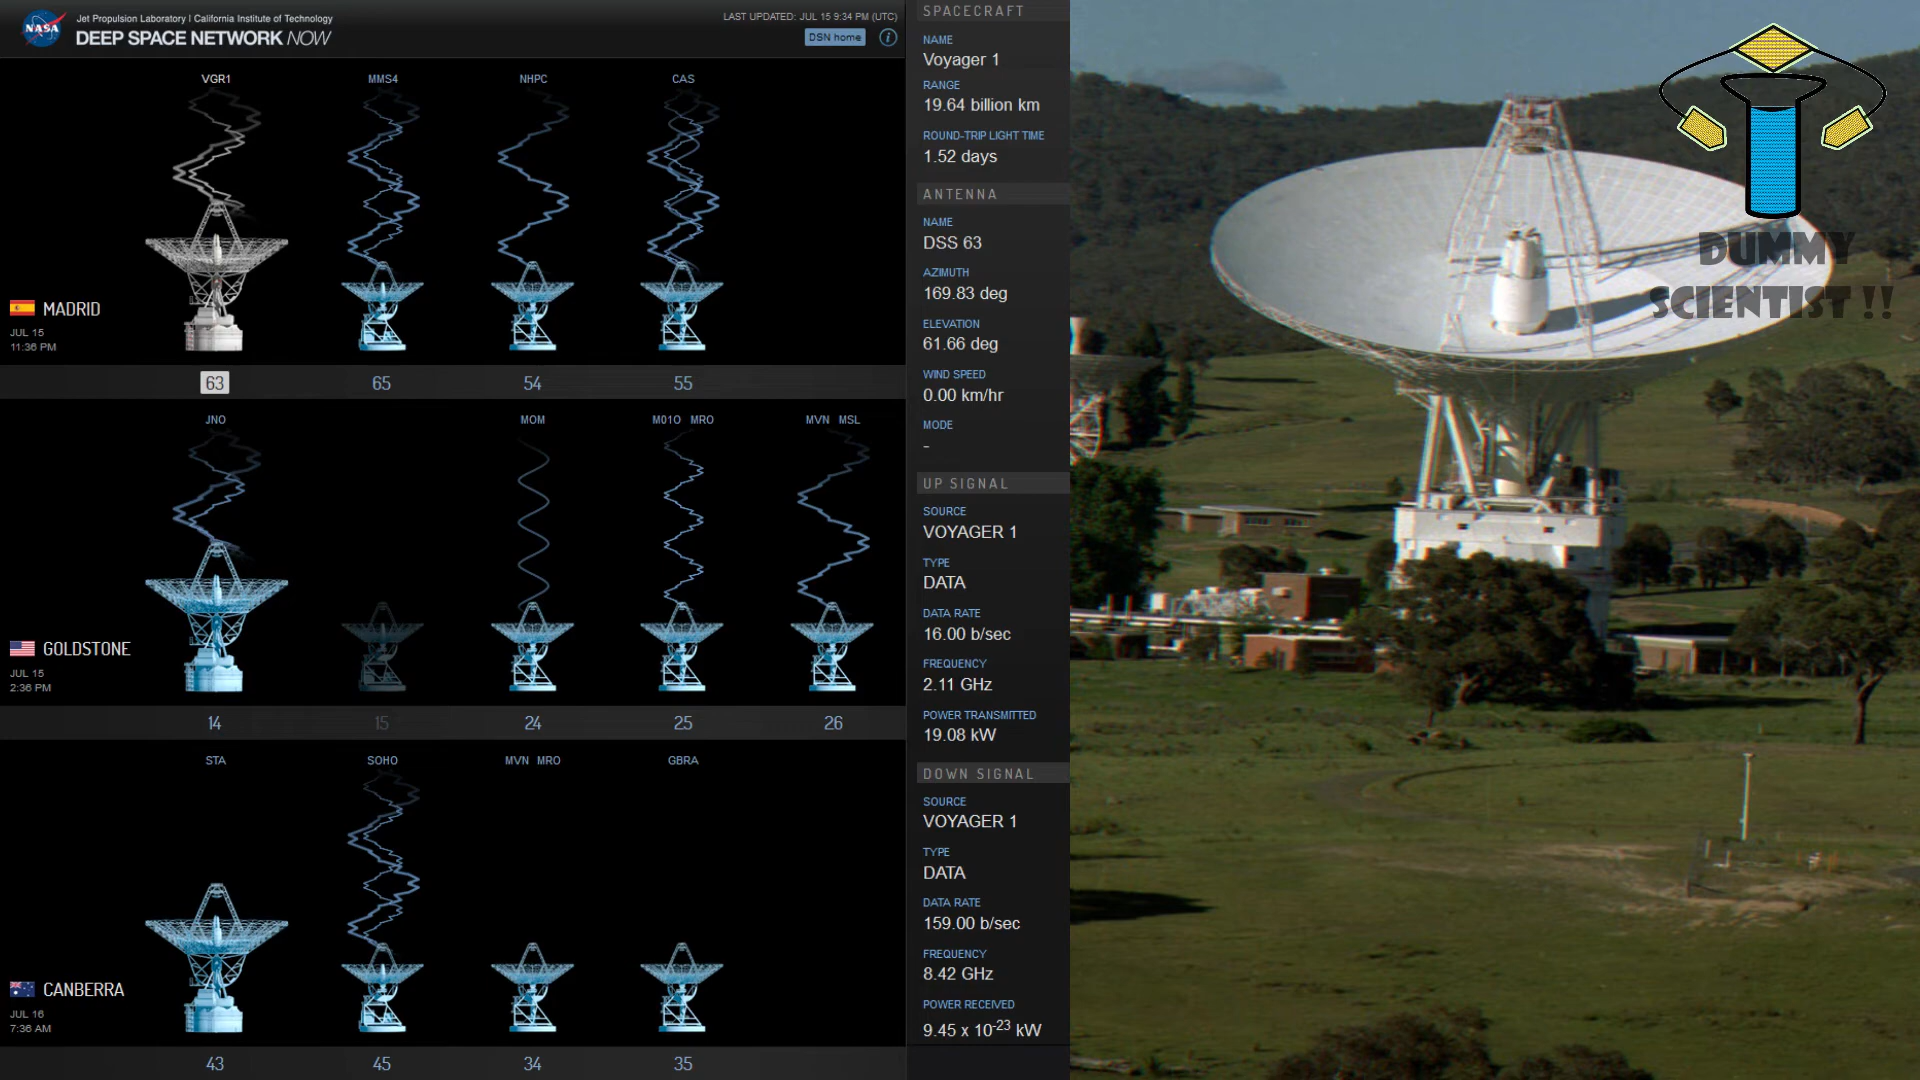 NASA
Jet Propulsion Laboratory | California Institute of Technology
DEEP SPACE NETWORK NOW
LAST UPDATED: JUL 15 9:34 PM (UTC)
DSN home
i
VGR1
MMS4
NHPC
CAS
MADRID
JUL 15
11:36 PM
63
65
54
55
JNO
MOM
M01O MRO
MVN MSL
GOLDSTONE
JUL 15
2:36 PM
14
15
24
25
26
STA
SOHO
MVN MRO
GBRA
CANBERRA
JUL 16
7:36 AM
43
45
34
35
SPACECRAFT
NAME
Voyager 1
RANGE
19.64 billion km
ROUND-TRIP LIGHT TIME
1.52 days
ANTENNA
NAME
DSS 63
AZIMUTH
169.83 deg
ELEVATION
61.66 deg
WIND SPEED
0.00 km/hr
MODE
-
UP SIGNAL
SOURCE
VOYAGER 1
TYPE
DATA
DATA RATE
16.00 b/sec
FREQUENCY
2.11 GHz
POWER TRANSMITTED
19.08 kW
DOWN SIGNAL
SOURCE
VOYAGER 1
TYPE
DATA
DATA RATE
159.00 b/sec
FREQUENCY
8.42 GHz
POWER RECEIVED
9.45 x 10⁻²³ kW
DUMMY
SCIENTIST !!